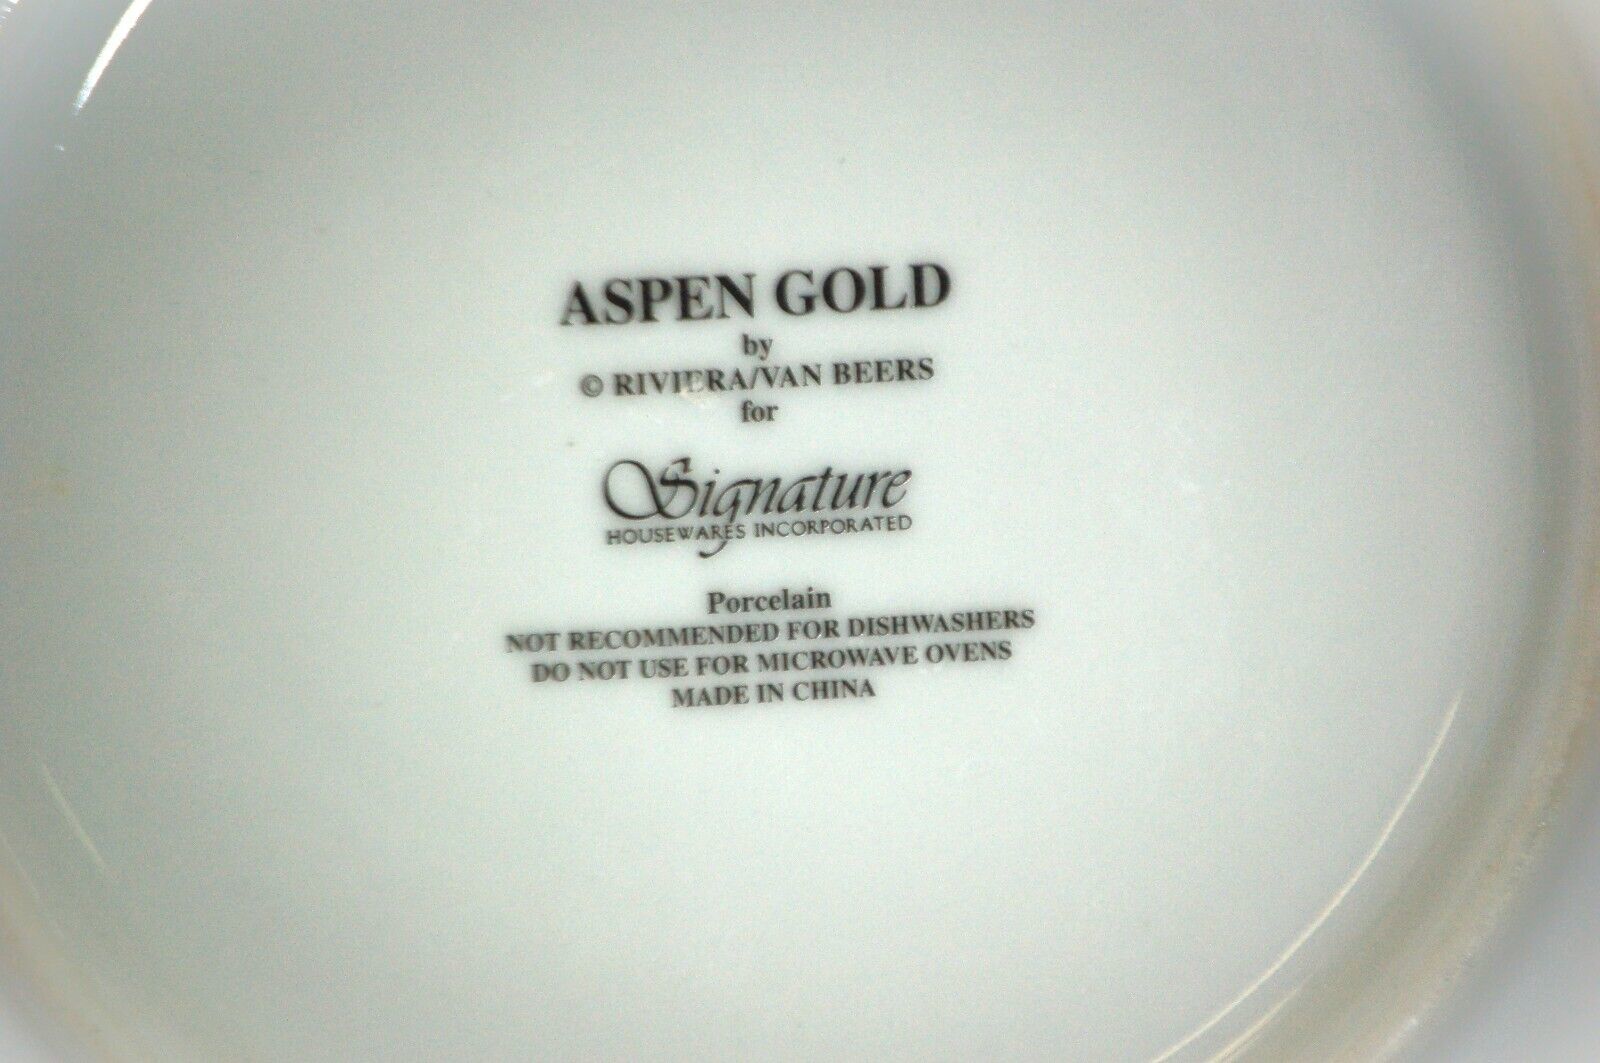 ASPEN GOLD
by
© RIVIERA/VAN BEERS
for
Signature
HOUSEWARES INCORPORATED
Porcelain
NOT RECOMMENDED FOR DISHWASHERS
DO NOT USE FOR MICROWAVE OVENS
MADE IN CHINA